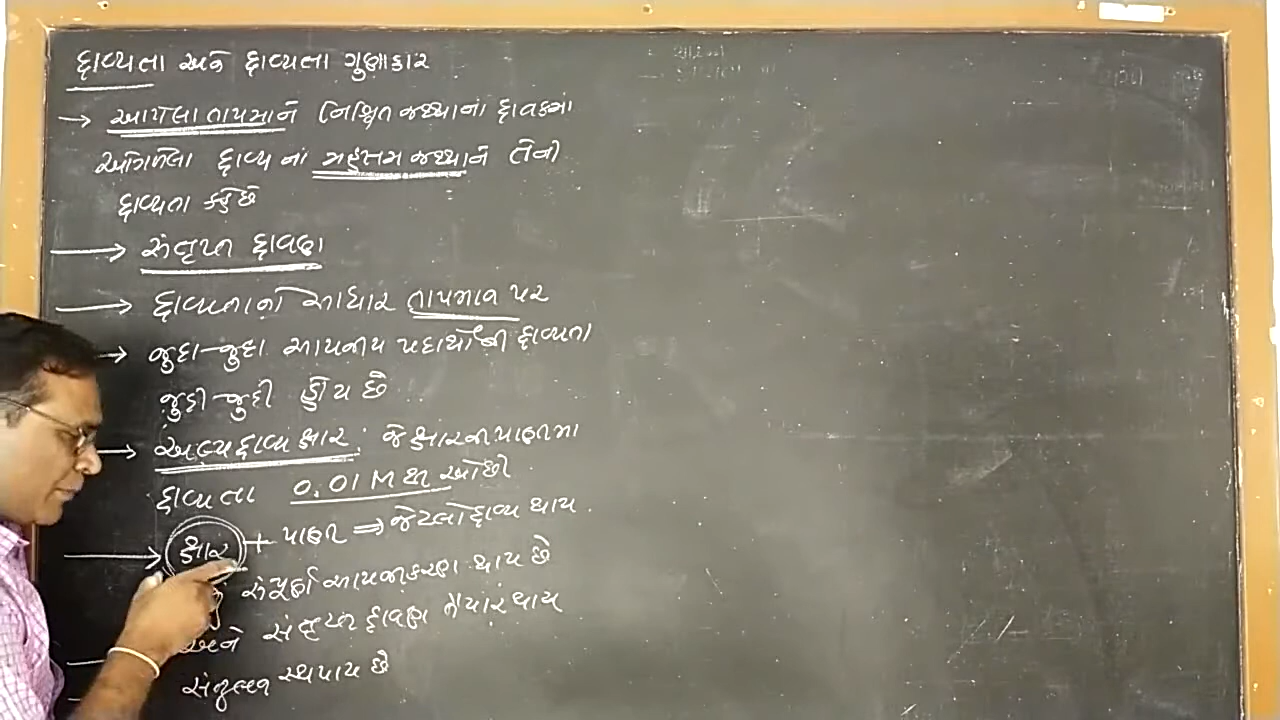 દ્રાવ્યતા અને દ્રાવ્યતા ગુણાકાર
→ આપેલા તાપમાને નિશ્ચિત જથ્થાના દ્રાવકમાં
ઓગળેલા દ્રાવ્ય નાં મહત્તમ જથ્થાને તેની
દ્રાવ્યતા કહે છે
→ સંતૃપ્ત દ્રાવણ
→ દ્રાવ્યતાનો આધાર તાપમાન પર
→ જુદા-જુદા આયનીય પદાર્થોની દ્રાવ્યતા
જુદી-જુદી હોય છે
→ અલ્પદ્રાવ્ય ક્ષાર : જે ક્ષારની પાણીમાં
દ્રાવ્યતા 0.01 M થી ઓછી
→ ક્ષાર + પાણી ⇒ જેટલો દ્રાવ્ય થાય .
નું સંપૂર્ણ આયનીકરણ થાય છે
અને સંતૃપ્ત દ્રાવણ તૈયાર થાય
સંતુલન સ્થપાય છે